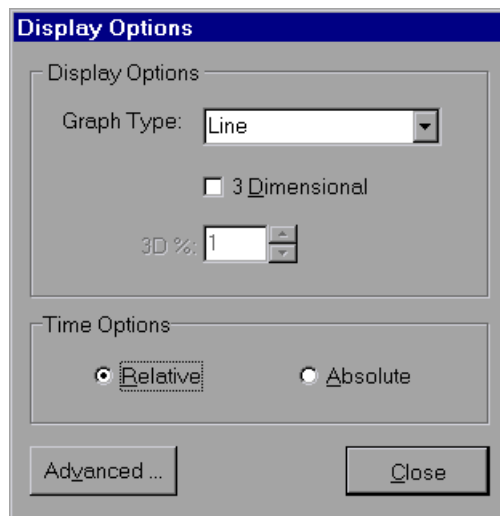 Display Options
Display Options
Graph Type: Line
3 Dimensional
3D %: 1
Time Options
Relative Absolute
Advanced ... Close